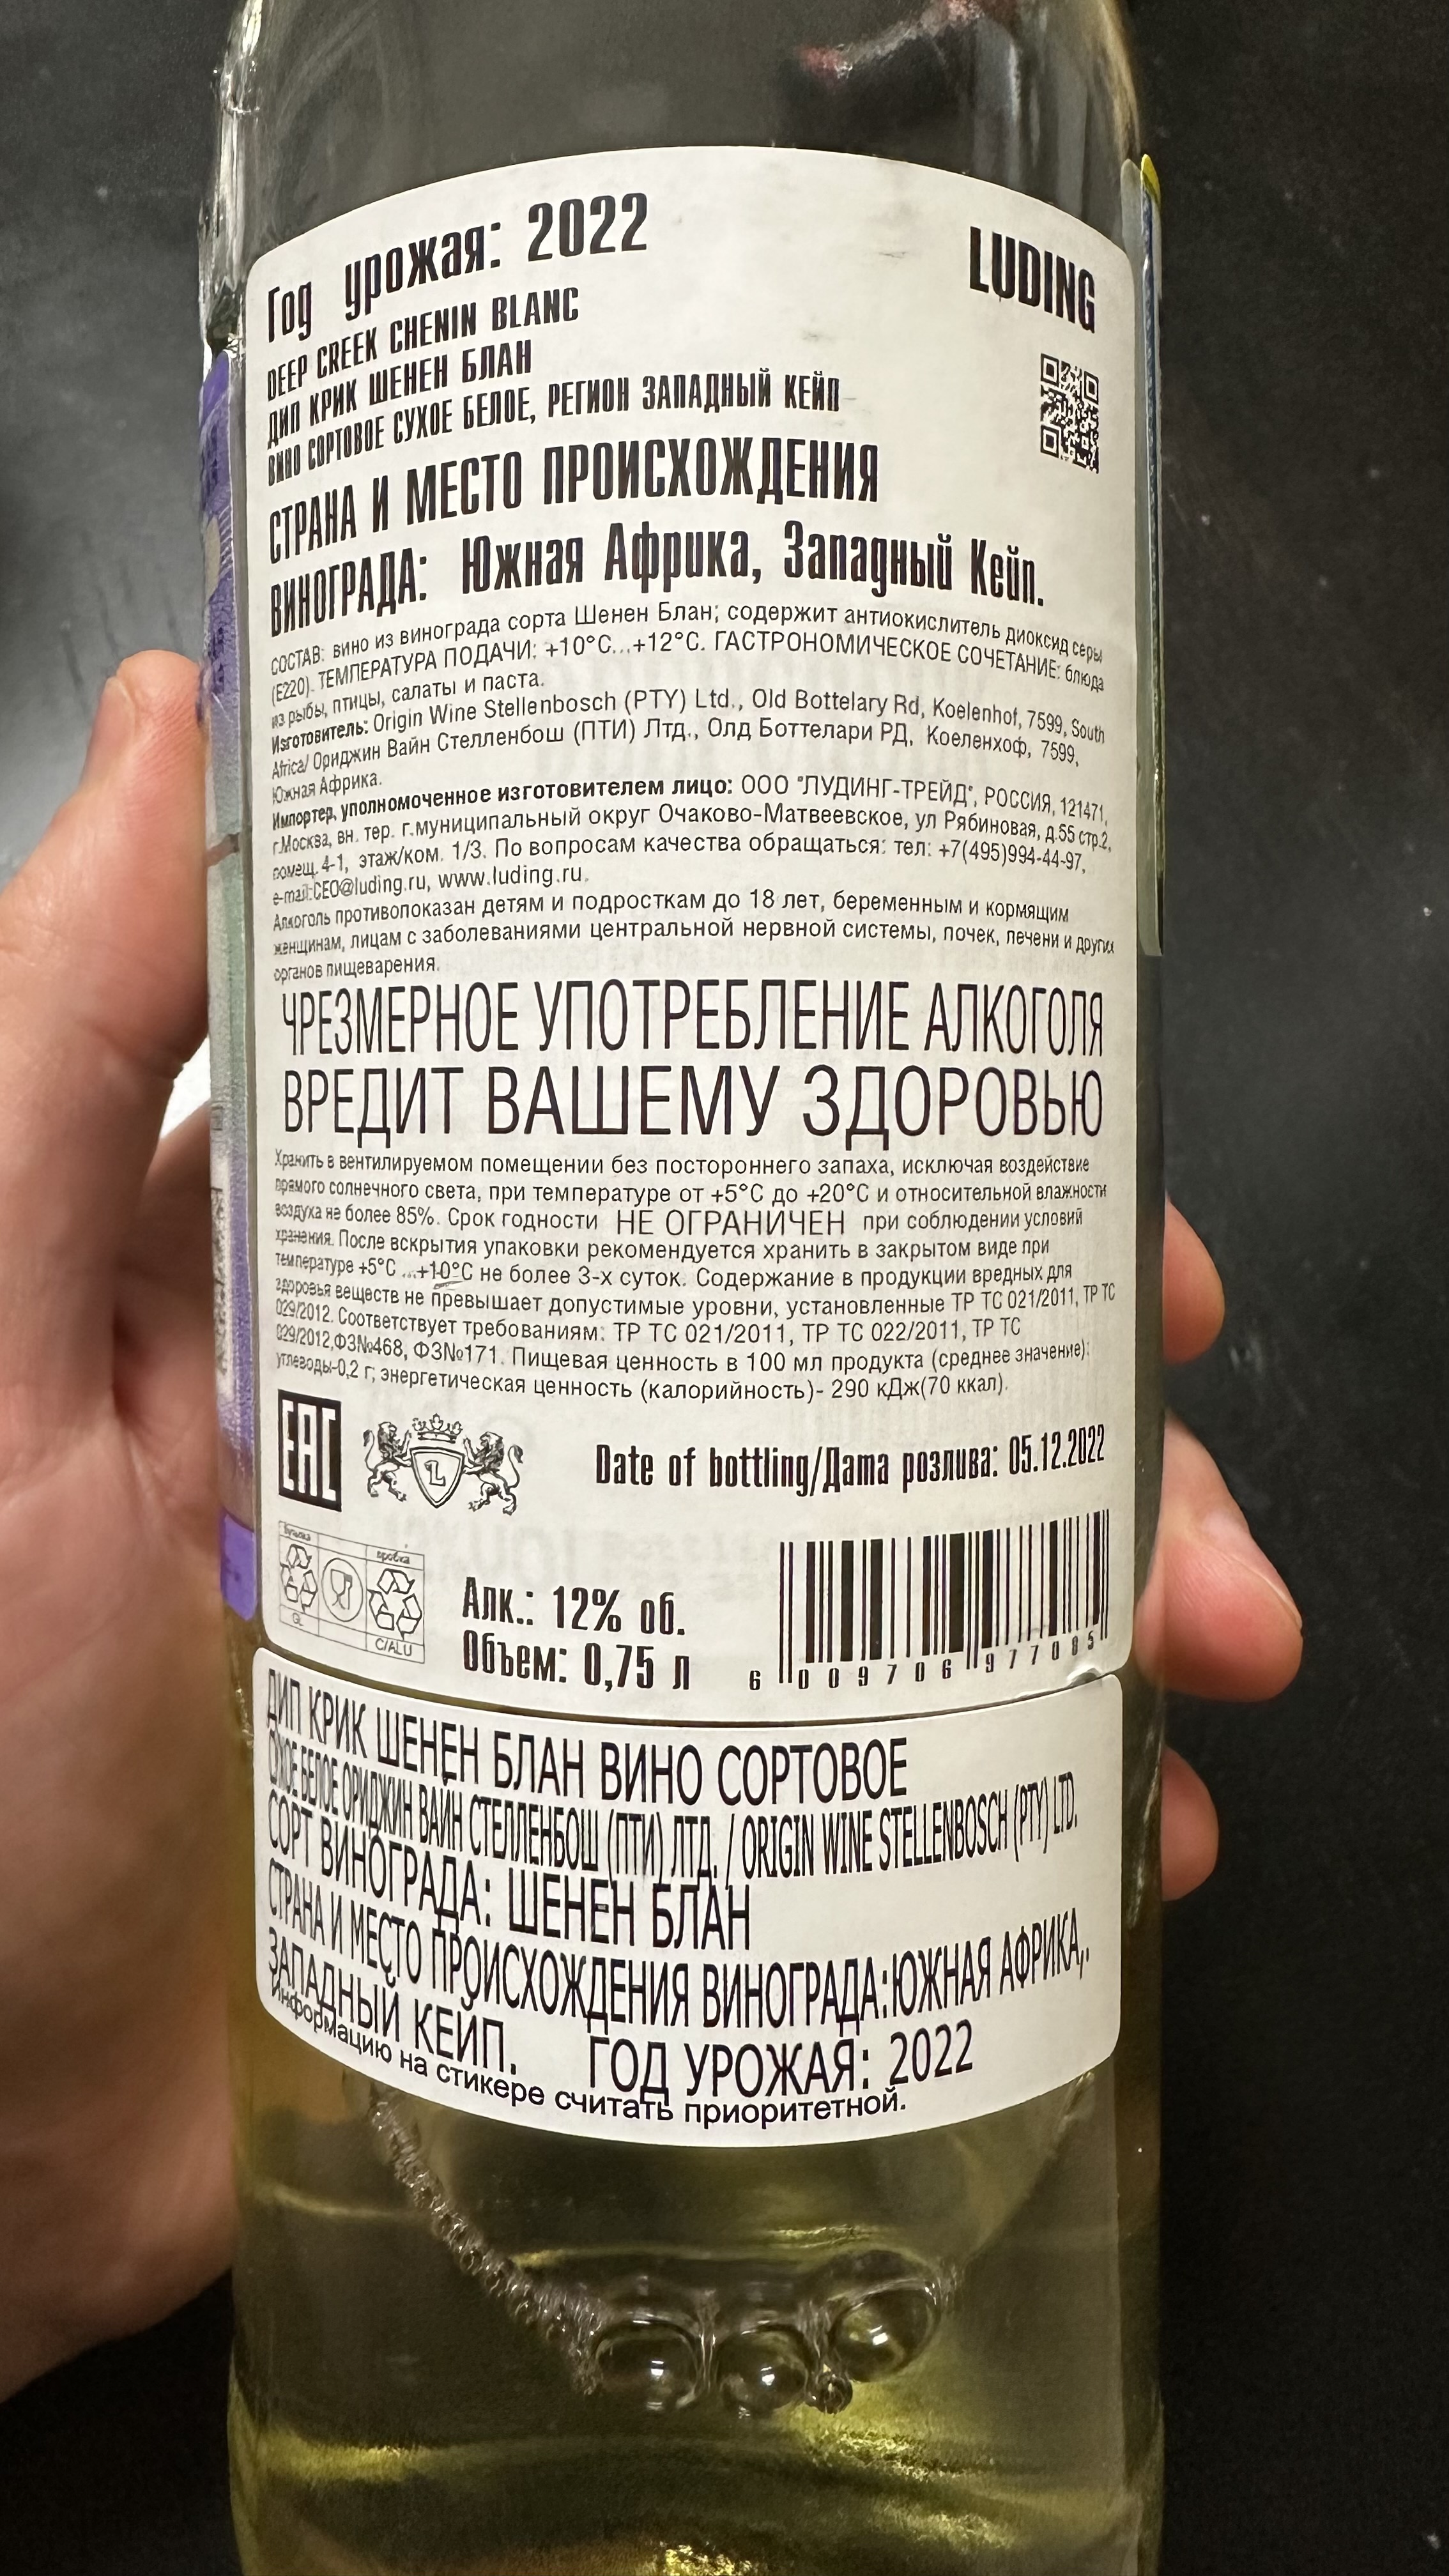 Год урожая: 2022
LUDING
DEEP CREEK CHENIN BLANC
ДИП КРИК ШЕНЕН БЛАН
ВИНО СОРТОВОЕ СУХОЕ БЕЛОЕ, РЕГИОН ЗАПАДНЫЙ КЕЙП
СТРАНА И МЕСТО ПРОИСХОЖДЕНИЯ
ВИНОГРАДА: Южная Африка, Западный Кейп.
СОСТАВ: вино из винограда сорта Шенен Блан; содержит антиокислитель диоксид серы
(Е220). ТЕМПЕРАТУРА ПОДАЧИ: +10°С...+12°С. ГАСТРОНОМИЧЕСКОЕ СОЧЕТАНИЕ: блюда
из рыбы, птицы, салаты и паста.
Изготовитель: Origin Wine Stellenbosch (PTY) Ltd., Old Bottelary Rd, Koelenhof, 7599, South
Africa/ Ориджин Вайн Стелленбош (ПТИ) Лтд., Олд Боттелари РД, Коеленхоф, 7599,
Южная Африка.
Импортер, уполномоченное изготовителем лицо: ООО "ЛУДИНГ-ТРЕЙД", РОССИЯ, 121471,
г.Москва, вн. тер. г.муниципальный округ Очаково-Матвеевское, ул Рябиновая, д.55 стр.2,
помещ. 4-1, этаж/ком. 1/3. По вопросам качества обращаться: тел: +7(495)994-44-97,
e-mail:CEO@luding.ru, www.luding.ru.
Алкоголь противопоказан детям и подросткам до 18 лет, беременным и кормящим
женщинам, лицам с заболеваниями центральной нервной системы, почек, печени и других
органов пищеварения.
ЧРЕЗМЕРНОЕ УПОТРЕБЛЕНИЕ АЛКОГОЛЯ
ВРЕДИТ ВАШЕМУ ЗДОРОВЬЮ
Хранить в вентилируемом помещении без постороннего запаха, исключая воздействие
прямого солнечного света, при температуре от +5°С до +20°С и относительной влажности
воздуха не более 85%. Срок годности НЕ ОГРАНИЧЕН при соблюдении условий
хранения. После вскрытия упаковки рекомендуется хранить в закрытом виде при
температуре +5°С ...+10°С не более 3-х суток. Содержание в продукции вредных для
здоровья веществ не превышает допустимые уровни, установленные ТР ТС 021/2011, ТР ТС
029/2012. Соответствует требованиям: ТР ТС 021/2011, ТР ТС 022/2011, ТР ТС
029/2012,ФЗ№468, ФЗ№171. Пищевая ценность в 100 мл продукта (среднее значение):
углеводы-0,2 г; энергетическая ценность (калорийность)- 290 кДж(70 ккал).
EAC
L
Date of bottling/Дата розлива: 05.12.2022
бутылка
пробка
GL
C/ALU
Алк.: 12% об.
Объем: 0,75 л
6 009706 977085
ДИП КРИК ШЕНЕН БЛАН ВИНО СОРТОВОЕ
СУХОЕ БЕЛОЕ ОРИДЖИН ВАЙН СТЕЛЛЕНБОШ (ПТИ) ЛТД. / ORIGIN WINE STELLENBOSCH (PTY) LTD.
СОРТ ВИНОГРАДА: ШЕНЕН БЛАН
СТРАНА И МЕСТО ПРОИСХОЖДЕНИЯ ВИНОГРАДА:ЮЖНАЯ АФРИКА,.
ЗАПАДНЫЙ КЕЙП. ГОД УРОЖАЯ: 2022
Информацию на стикере считать приоритетной.